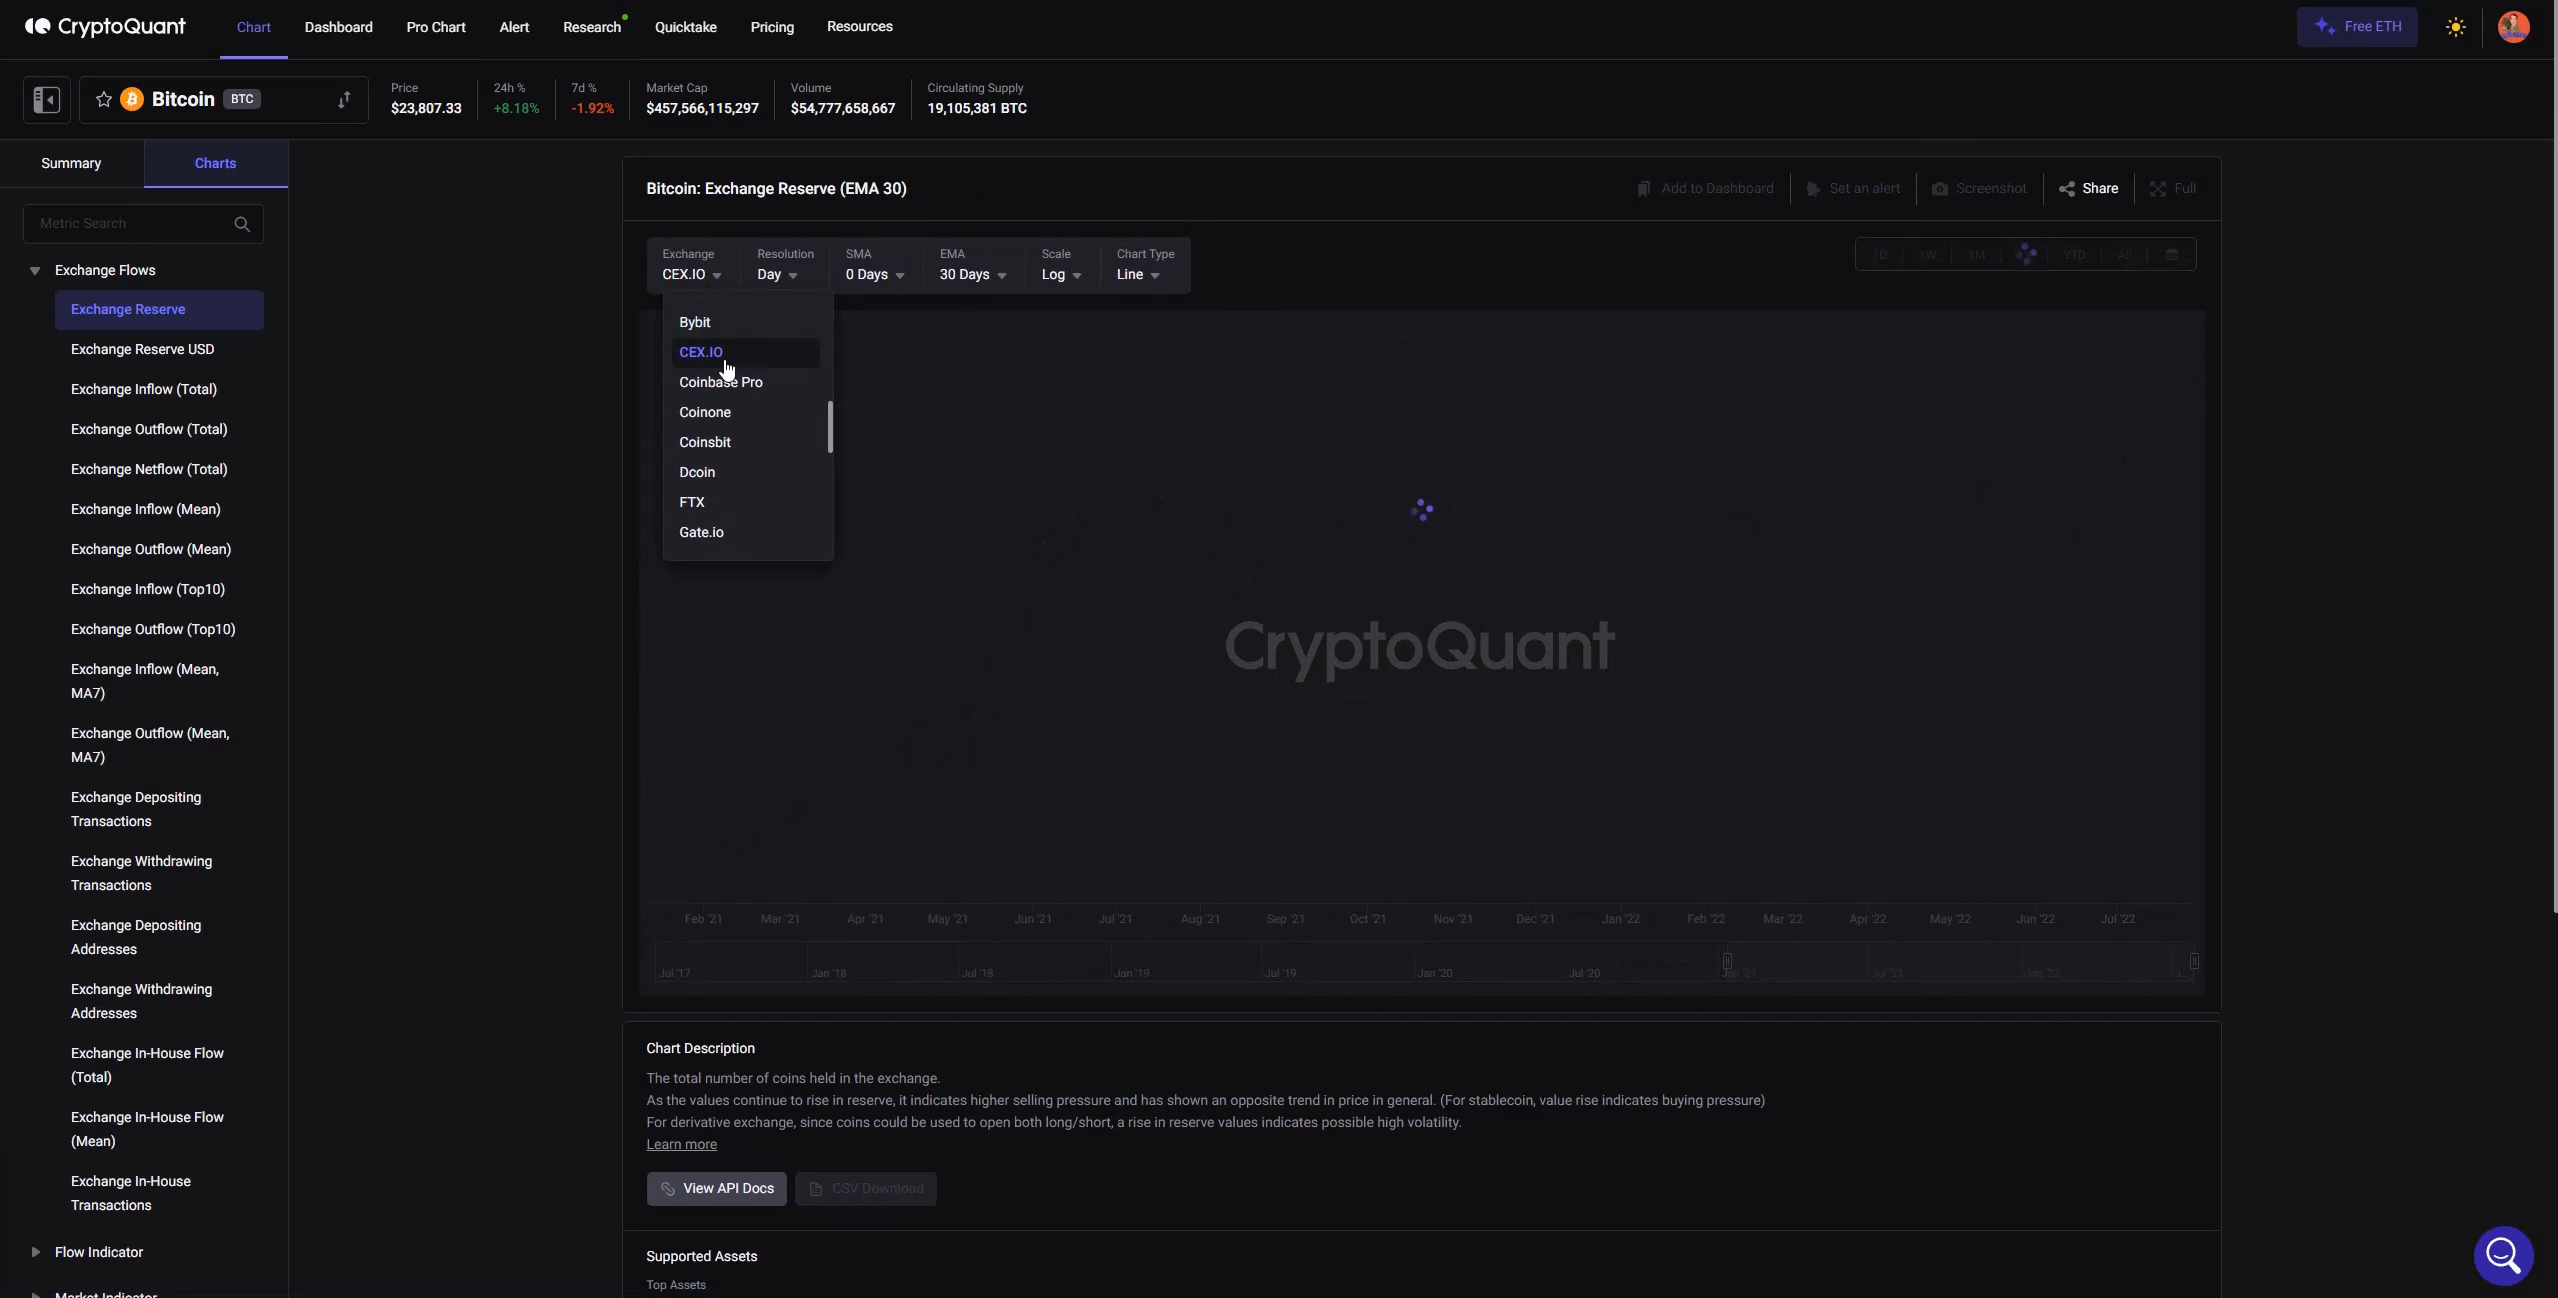 CryptoQuant
Chart
Dashboard
Pro Chart
Alert
Research
Quicktake
Pricing
Resources
Free ETH
Bitcoin BTC
Price
$23,807.33
24h %
+8.18%
7d %
-1.92%
Market Cap
$457,566,115,297
Volume
$54,777,658,667
Circulating Supply
19,105,381 BTC
Summary
Charts
Metric Search
Exchange Flows
Exchange Reserve
Exchange Reserve USD
Exchange Inflow (Total)
Exchange Outflow (Total)
Exchange Netflow (Total)
Exchange Inflow (Mean)
Exchange Outflow (Mean)
Exchange Inflow (Top10)
Exchange Outflow (Top10)
Exchange Inflow (Mean,
MA7)
Exchange Outflow (Mean,
MA7)
Exchange Depositing
Transactions
Exchange Withdrawing
Transactions
Exchange Depositing
Addresses
Exchange Withdrawing
Addresses
Exchange In-House Flow
(Total)
Exchange In-House Flow
(Mean)
Exchange In-House
Transactions
Flow Indicator
Market Indicator
Bitcoin: Exchange Reserve (EMA 30)
Add to Dashboard
Set an alert
Screenshot
Share
Full
Exchange
CEX.IO
Resolution
Day
SMA
0 Days
EMA
30 Days
Scale
Log
Chart Type
Line
1D 1W 1M YTD All
Bybit
CEX.IO
Coinbase Pro
Coinone
Coinsbit
Dcoin
FTX
Gate.io
CryptoQuant
Feb '21 Mar '21 Apr '21 May '21 Jun '21 Jul '21 Aug '21 Sep '21 Oct '21 Nov '21 Dec '21 Jan '22 Feb '22 Mar '22 Apr '22 May '22 Jun '22 Jul '22
Jul '17 Jan '18 Jul '18 Jan '19 Jul '19 Jan '20 Jul '20 Jan '21 Jul '21 Jan '22
Chart Description
The total number of coins held in the exchange.
As the values continue to rise in reserve, it indicates higher selling pressure and has shown an opposite trend in price in general. (For stablecoin, value rise indicates buying pressure)
For derivative exchange, since coins could be used to open both long/short, a rise in reserve values indicates possible high volatility.
Learn more
View API Docs
CSV Download
Supported Assets
Top Assets